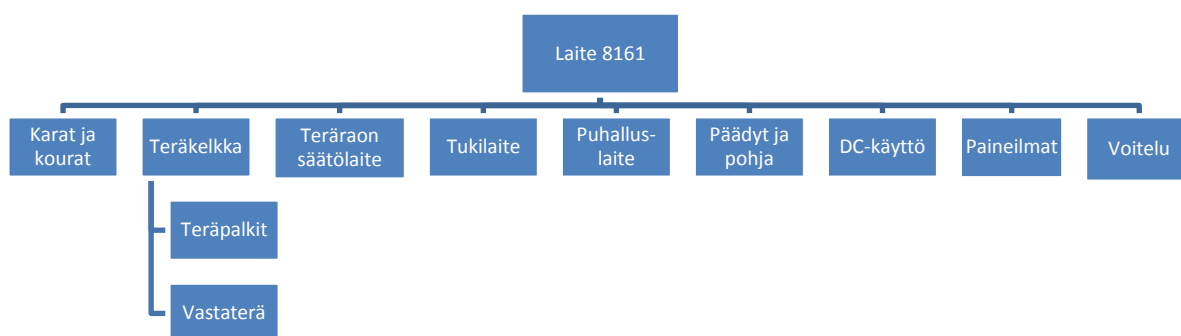 Laite 8161
Karat ja
kourat
Teräkelkka
Teräraon
säätölaite
Tukilaite
Puhallus-
laite
Päädyt ja
pohja
DC-käyttö
Paineilmat
Voitelu
Teräpalkit
Vastaterä